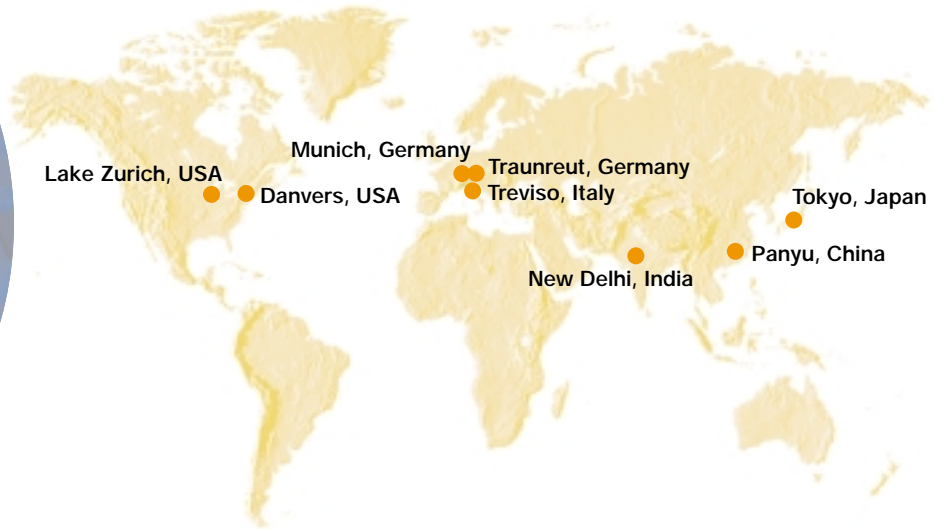 Munich, Germany
Lake Zurich, USA
Traunreut, Germany
Danvers, USA
Treviso, Italy
Tokyo, Japan
Panyu, China
New Delhi, India